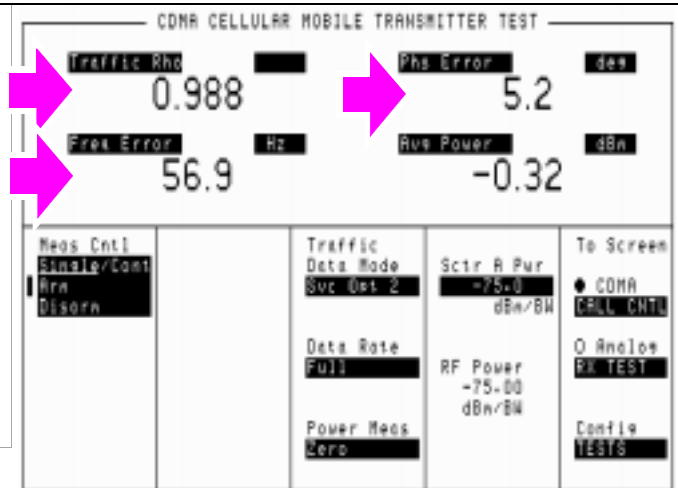 CDMA CELLULAR MOBILE TRANSMITTER TEST
Traffic Rho
0.988
Phs Error deg
5.2
Freq Error Hz
56.9
Avg Power dBm
-0.32
Meas Cntl
Single/Cont
Arm
Disarm
Traffic
Data Mode
Svc Opt 2
Data Rate
Full
Power Meas
Zero
Sctr A Pwr
-75.0
dBm/BW
RF Power
-75.00
dBm/BW
To Screen
CDMA
CALL CNTL
Analog
RX TEST
Config
TESTS